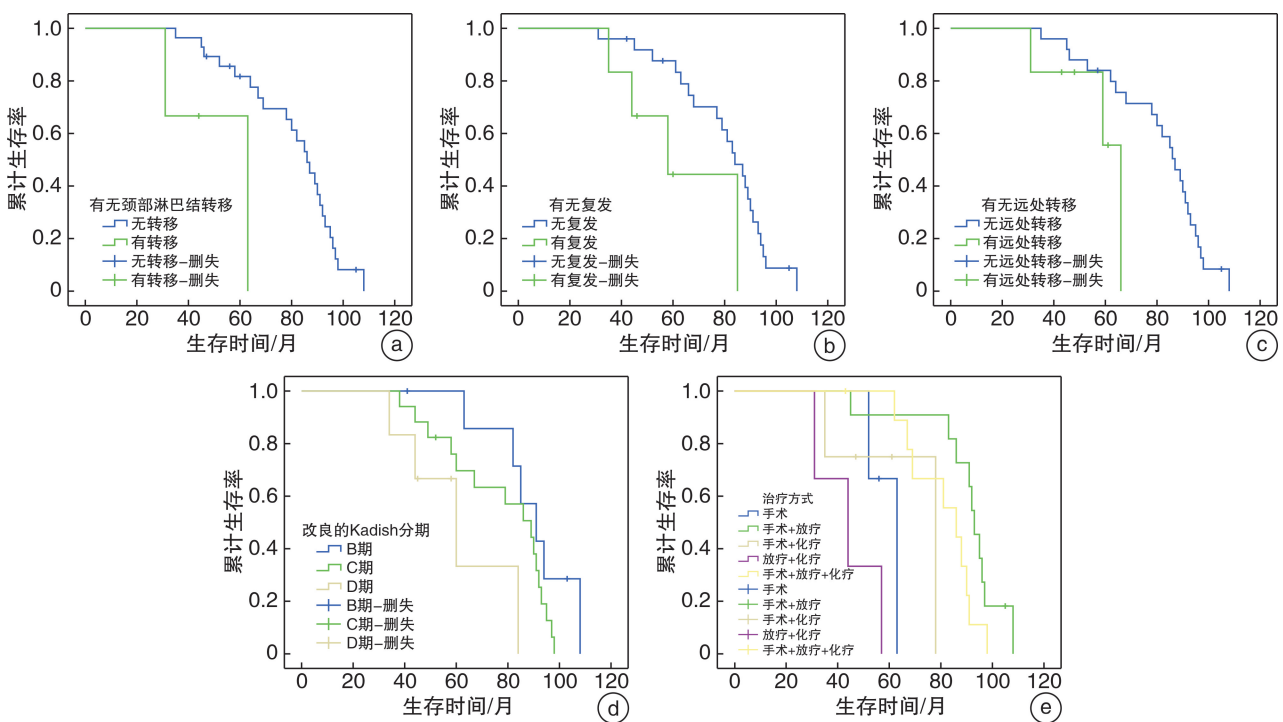 1.0
0.8
0.6
0.4
0.2
0
累计生存率
有无颈部淋巴结转移
无转移
有转移
无转移-删失
有转移-删失
0 20 40 60 80 100 120
生存时间/月
a
1.0
0.8
0.6
0.4
0.2
0
累计生存率
有无复发
无复发
有复发
无复发-删失
有复发-删失
0 20 40 60 80 100 120
生存时间/月
b
1.0
0.8
0.6
0.4
0.2
0
累计生存率
有无远处转移
无远处转移
有远处转移
无远处转移-删失
有远处转移-删失
0 20 40 60 80 100 120
生存时间/月
c
1.0
0.8
0.6
0.4
0.2
0
累计生存率
改良的Kadish分期
B期
C期
D期
B期-删失
C期-删失
D期-删失
0 20 40 60 80 100 120
生存时间/月
d
1.0
0.8
0.6
0.4
0.2
0
累计生存率
治疗方式
手术
手术+放疗
手术+化疗
放疗+化疗
手术+放疗+化疗
手术
手术+放疗
手术+化疗
放疗+化疗
手术+放疗+化疗
0 20 40 60 80 100 120
生存时间/月
e